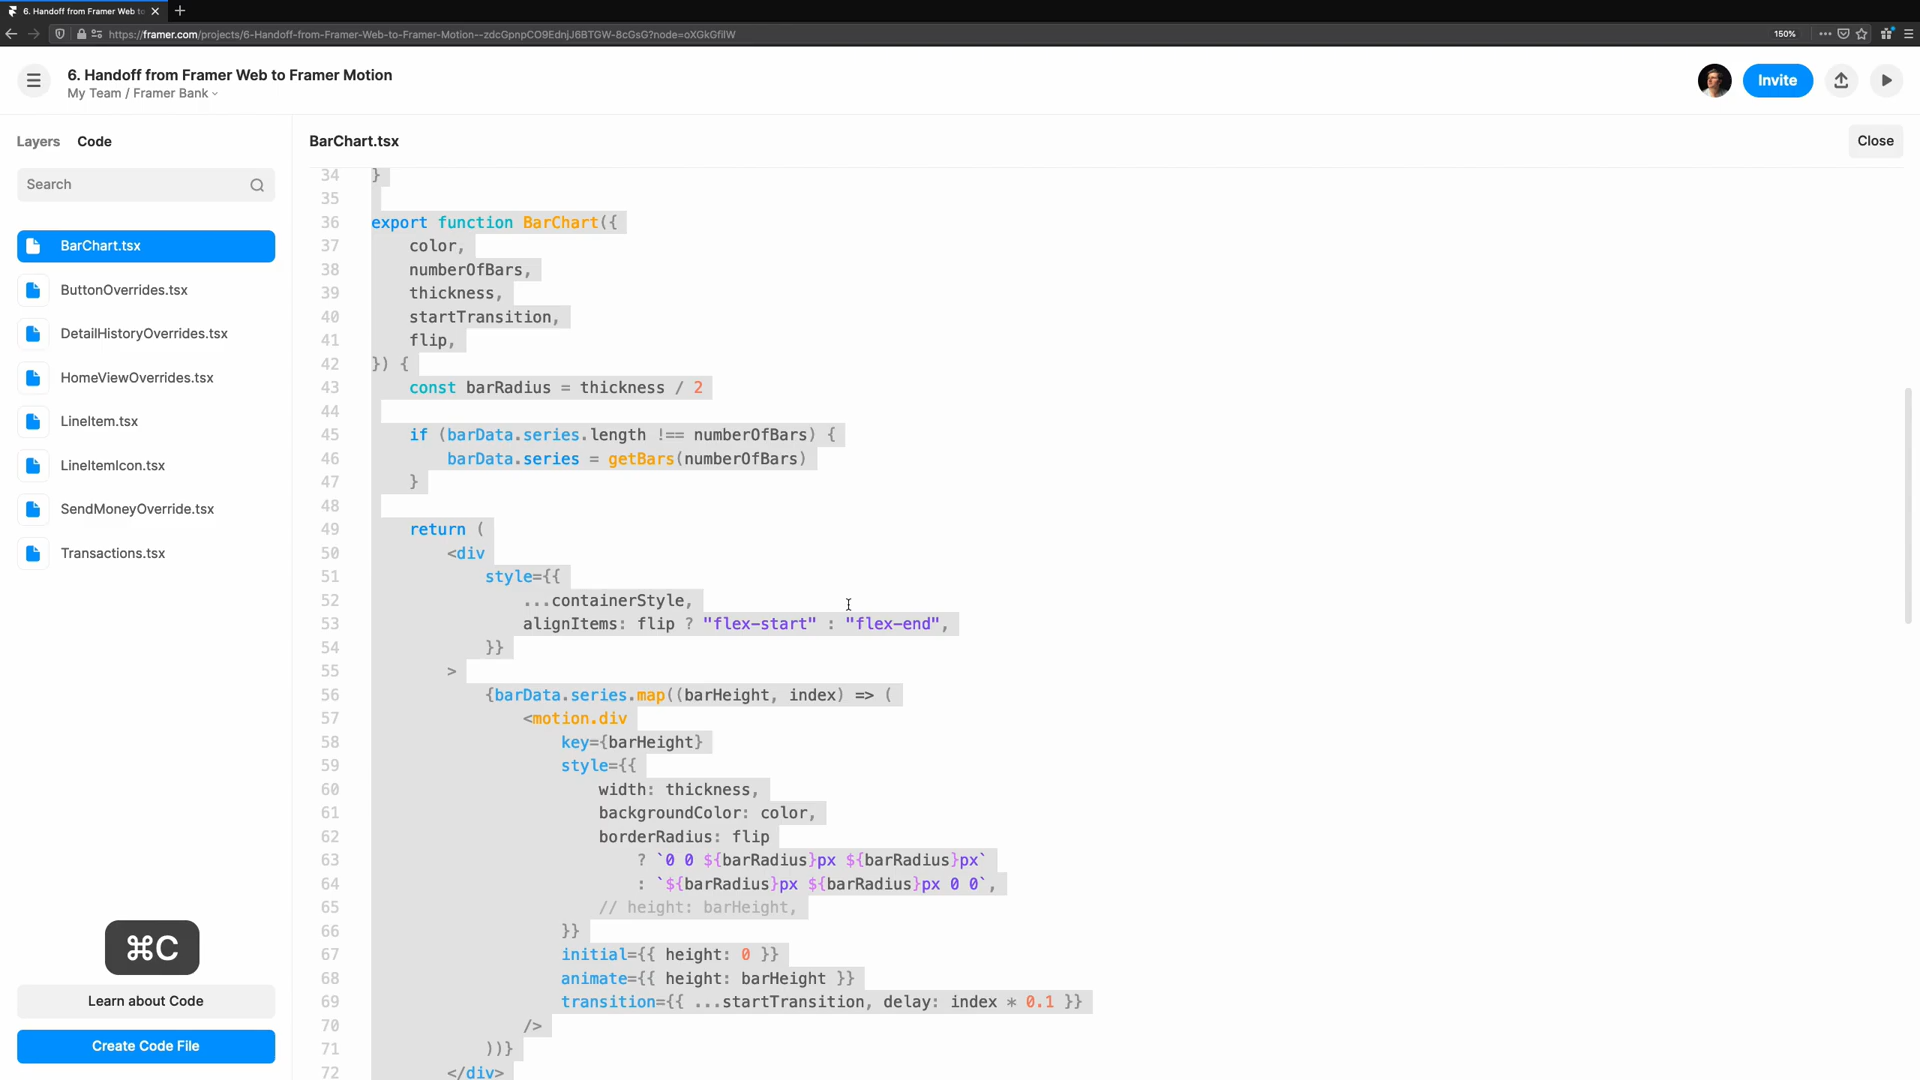 6. Handoff from Framer Web to
https://framer.com/projects/6-Handoff-from-Framer-Web-to-Framer-Motion--zdcGpnpCO9EdnjJ6BTGW-8cGsG?node=oXGkGfilW
150%
6. Handoff from Framer Web to Framer Motion
My Team / Framer Bank
Invite
Layers Code
BarChart.tsx
Close
Search
BarChart.tsx
ButtonOverrides.tsx
DetailHistoryOverrides.tsx
HomeViewOverrides.tsx
LineItem.tsx
LineItemIcon.tsx
SendMoneyOverride.tsx
Transactions.tsx
⌘C
Learn about Code
Create Code File
34 }
35
36 export function BarChart({
37 color,
38 numberOfBars,
39 thickness,
40 startTransition,
41 flip,
42 }) {
43 const barRadius = thickness / 2
44
45 if (barData.series.length !== numberOfBars) {
46 barData.series = getBars(numberOfBars)
47 }
48
49 return (
50 <div
51 style={{
52 ...containerStyle,
53 alignItems: flip ? "flex-start" : "flex-end",
54 }}
55 >
56 {barData.series.map((barHeight, index) => (
57 <motion.div
58 key={barHeight}
59 style={{
60 width: thickness,
61 backgroundColor: color,
62 borderRadius: flip
63 ? `0 0 ${barRadius}px ${barRadius}px`
64 : `${barRadius}px ${barRadius}px 0 0`,
65 // height: barHeight,
66 }}
67 initial={{ height: 0 }}
68 animate={{ height: barHeight }}
69 transition={{ ...startTransition, delay: index * 0.1 }}
70 />
71 ))}
72 </div>